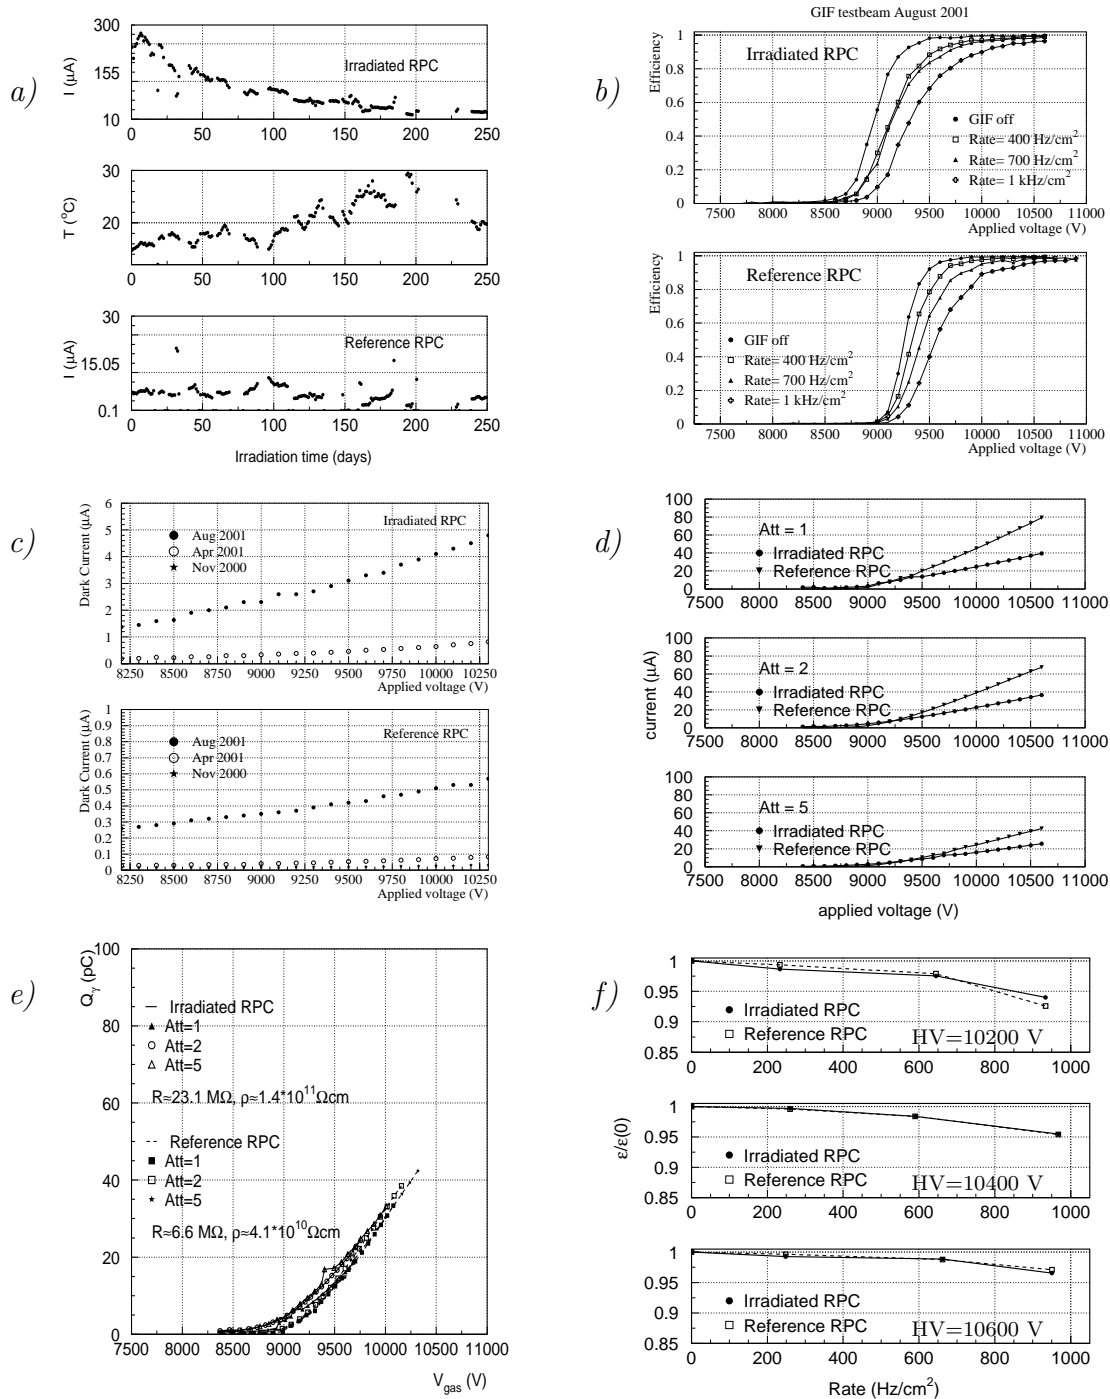 a)
300
155
10
I (μA)
Irradiated RPC
0 50 100 150 200 250
30
20
T (°C)
0 50 100 150 200 250
30
15.05
0.1
I (μA)
Reference RPC
0 50 100 150 200 250
Irradiation time (days)
b)
GIF testbeam August 2001
Efficiency
1
0.8
0.6
0.4
0.2
0
Irradiated RPC
GIF off
Rate= 400 Hz/cm²
Rate= 700 Hz/cm²
Rate= 1 kHz/cm²
7500 8000 8500 9000 9500 10000 10500 11000
Applied voltage (V)
Efficiency
1
0.8
0.6
0.4
0.2
0
Reference RPC
GIF off
Rate= 400 Hz/cm²
Rate= 700 Hz/cm²
Rate= 1 kHz/cm²
7500 8000 8500 9000 9500 10000 10500 11000
Applied voltage (V)
c)
Dark Current (μA)
6
5
4
3
2
1
0
Irradiated RPC
Aug 2001
Apr 2001
Nov 2000
8250 8500 8750 9000 9250 9500 9750 10000 10250
Applied voltage (V)
Dark Current (μA)
1
0.9
0.8
0.7
0.6
0.5
0.4
0.3
0.2
0.1
0
Reference RPC
Aug 2001
Apr 2001
Nov 2000
8250 8500 8750 9000 9250 9500 9750 10000 10250
Applied voltage (V)
d)
100
80
60
40
20
0
Att = 1
Irradiated RPC
Reference RPC
7500 8000 8500 9000 9500 10000 10500 11000
current (μA)
100
80
60
40
20
0
Att = 2
Irradiated RPC
Reference RPC
7500 8000 8500 9000 9500 10000 10500 11000
100
80
60
40
20
0
Att = 5
Irradiated RPC
Reference RPC
7500 8000 8500 9000 9500 10000 10500 11000
applied voltage (V)
e)
Qγ (pC)
100
80
60
40
20
0
Irradiated RPC
Att=1
Att=2
Att=5
R≈23.1 MΩ, ρ≈1.4*10¹¹Ωcm
Reference RPC
Att=1
Att=2
Att=5
R≈6.6 MΩ, ρ≈4.1*10¹⁰Ωcm
7500 8000 8500 9000 9500 10000 10500 11000
Vgas (V)
f)
1
0.95
0.9
0.85
Irradiated RPC
Reference RPC
HV=10200 V
0 200 400 600 800 1000
ε/ε(0)
1
0.95
0.9
0.85
Irradiated RPC
Reference RPC
HV=10400 V
0 200 400 600 800 1000
1
0.95
0.9
0.85
Irradiated RPC
Reference RPC
HV=10600 V
0 200 400 600 800 1000
Rate (Hz/cm²)